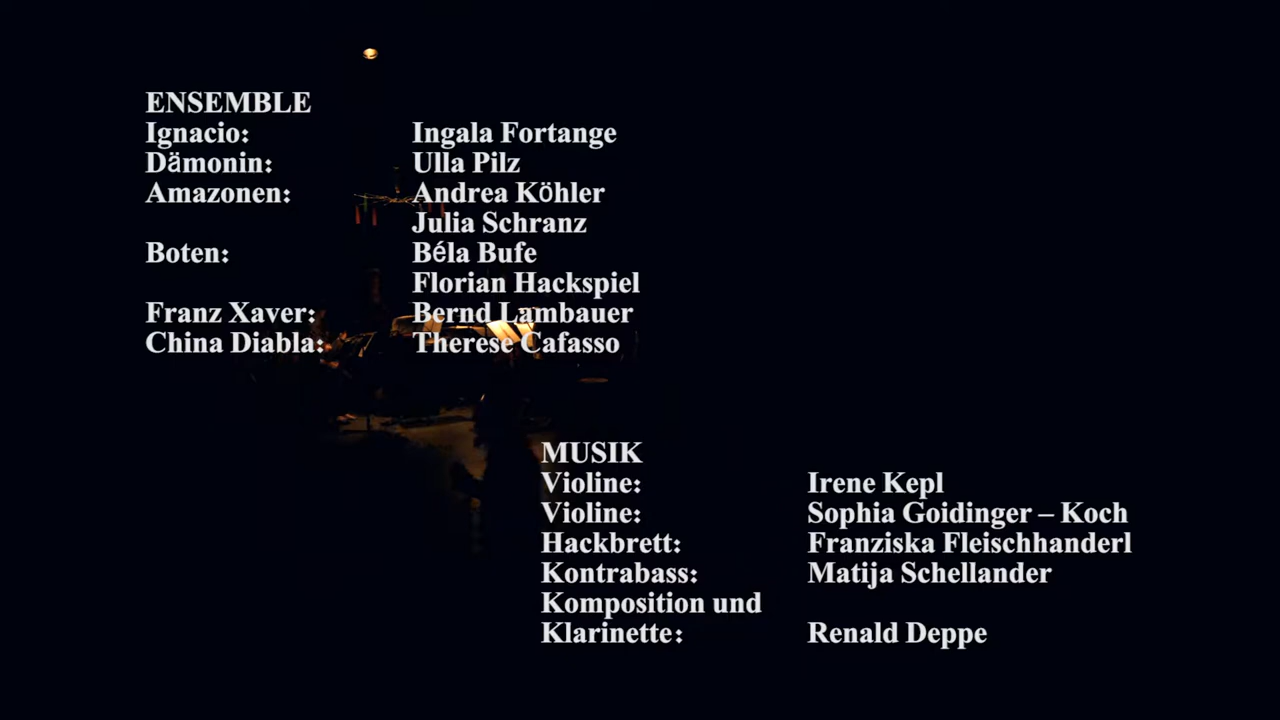 ENSEMBLE
Ignacio: Ingala Fortange
Dämonin: Ulla Pilz
Amazonen: Andrea Köhler
Julia Schranz
Boten: Béla Bufe
Florian Hackspiel
Franz Xaver: Bernd Lambauer
China Diabla: Therese Cafasso
MUSIK
Violine: Irene Kepl
Violine: Sophia Goidinger – Koch
Hackbrett: Franziska Fleischhanderl
Kontrabass: Matija Schellander
Komposition und
Klarinette: Renald Deppe